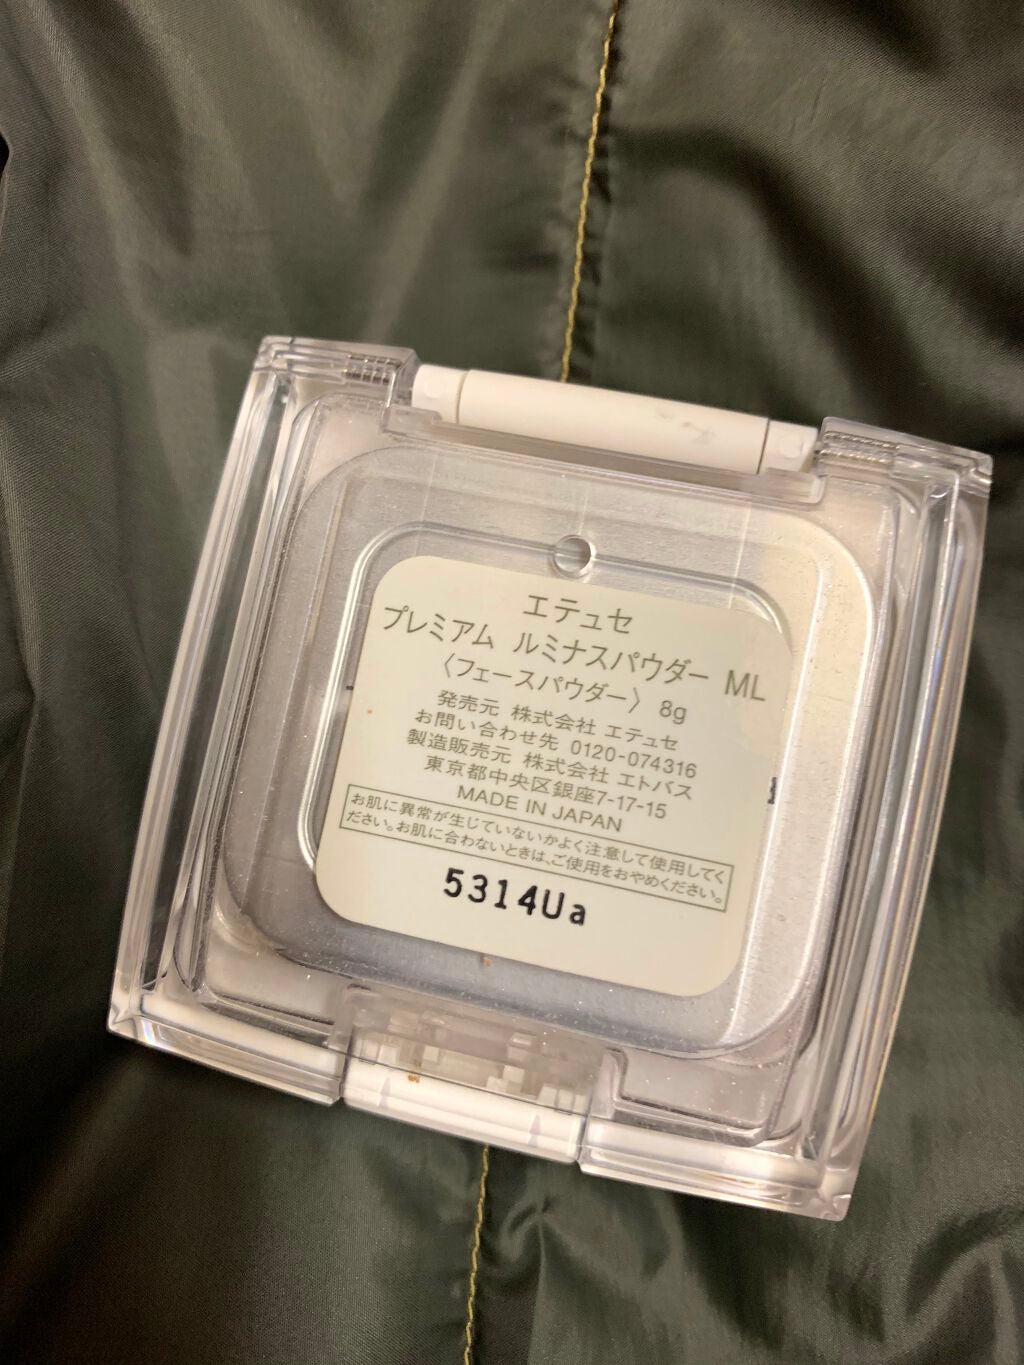 エテュセ
プレミアム ルミナスパウダー ML
〈フェースパウダー〉 8g
発売元 株式会社 エテュセ
お問い合わせ先 0120-074316
製造販売元 株式会社 エトバス
東京都中央区銀座7-17-15
MADE IN JAPAN
お肌に異常が生じていないかよく注意して使用してく
ださい。お肌に合わないときは、ご使用をおやめください。
5314Ua